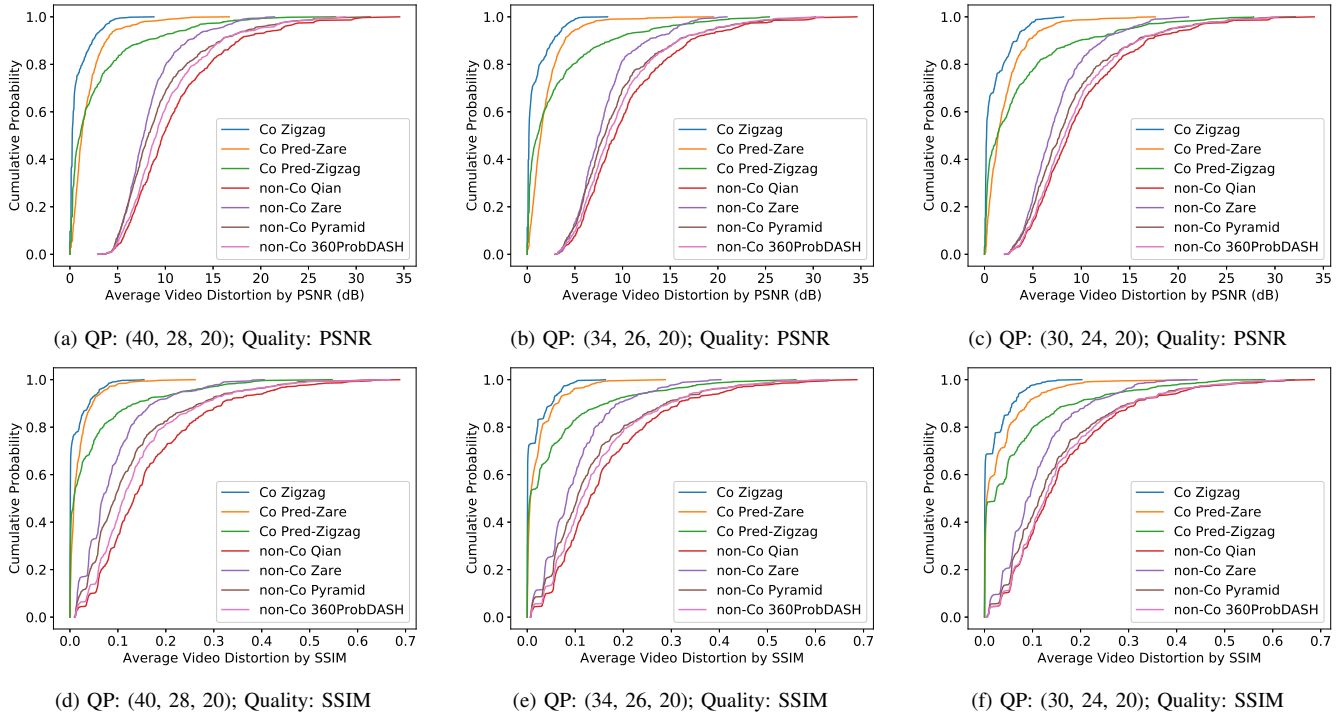 1.0
0.8
0.6
0.4
0.2
0.0
Cumulative Probability
0 5 10 15 20 25 30 35
Average Video Distortion by PSNR (dB)
Co Zigzag
Co Pred-Zare
Co Pred-Zigzag
non-Co Qian
non-Co Zare
non-Co Pyramid
non-Co 360ProbDASH
(a) QP: (40, 28, 20); Quality: PSNR
1.0
0.8
0.6
0.4
0.2
0.0
Cumulative Probability
0 5 10 15 20 25 30 35
Average Video Distortion by PSNR (dB)
Co Zigzag
Co Pred-Zare
Co Pred-Zigzag
non-Co Qian
non-Co Zare
non-Co Pyramid
non-Co 360ProbDASH
(b) QP: (34, 26, 20); Quality: PSNR
1.0
0.8
0.6
0.4
0.2
0.0
Cumulative Probability
0 5 10 15 20 25 30 35
Average Video Distortion by PSNR (dB)
Co Zigzag
Co Pred-Zare
Co Pred-Zigzag
non-Co Qian
non-Co Zare
non-Co Pyramid
non-Co 360ProbDASH
(c) QP: (30, 24, 20); Quality: PSNR
1.0
0.8
0.6
0.4
0.2
0.0
Cumulative Probability
0.0 0.1 0.2 0.3 0.4 0.5 0.6 0.7
Average Video Distortion by SSIM
Co Zigzag
Co Pred-Zare
Co Pred-Zigzag
non-Co Qian
non-Co Zare
non-Co Pyramid
non-Co 360ProbDASH
(d) QP: (40, 28, 20); Quality: SSIM
1.0
0.8
0.6
0.4
0.2
0.0
Cumulative Probability
0.0 0.1 0.2 0.3 0.4 0.5 0.6 0.7
Average Video Distortion by SSIM
Co Zigzag
Co Pred-Zare
Co Pred-Zigzag
non-Co Qian
non-Co Zare
non-Co Pyramid
non-Co 360ProbDASH
(e) QP: (34, 26, 20); Quality: SSIM
1.0
0.8
0.6
0.4
0.2
0.0
Cumulative Probability
0.0 0.1 0.2 0.3 0.4 0.5 0.6 0.7
Average Video Distortion by SSIM
Co Zigzag
Co Pred-Zare
Co Pred-Zigzag
non-Co Qian
non-Co Zare
non-Co Pyramid
non-Co 360ProbDASH
(f) QP: (30, 24, 20); Quality: SSIM